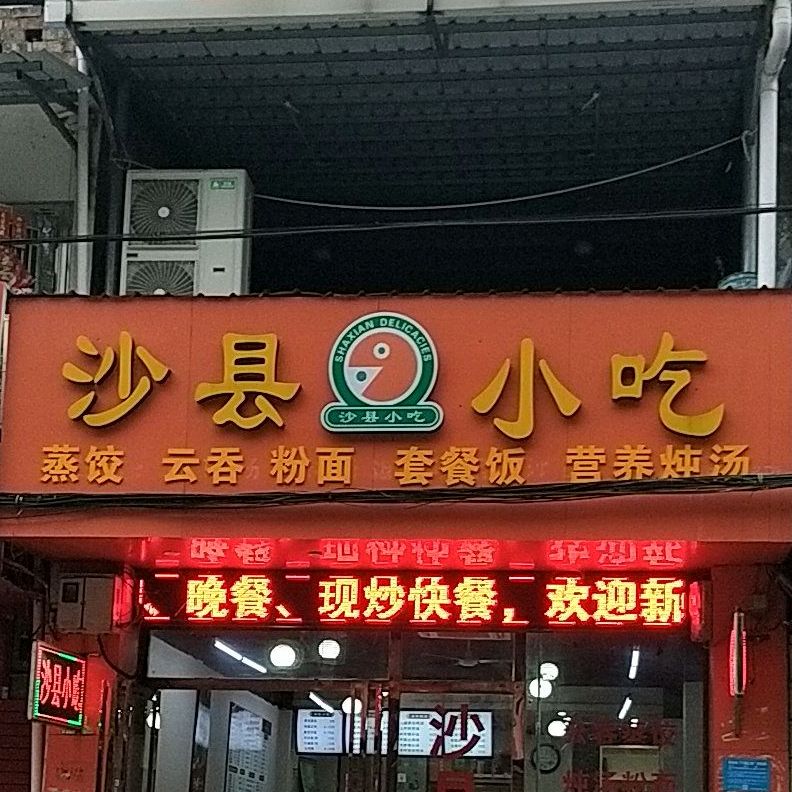 沙县 小吃
SHAXIAN DELICACIES
沙县小吃
蒸饺 云吞 粉面 套餐饭 营养炖汤
、晚餐、现炒快餐，欢迎新
沙县小吃
沙